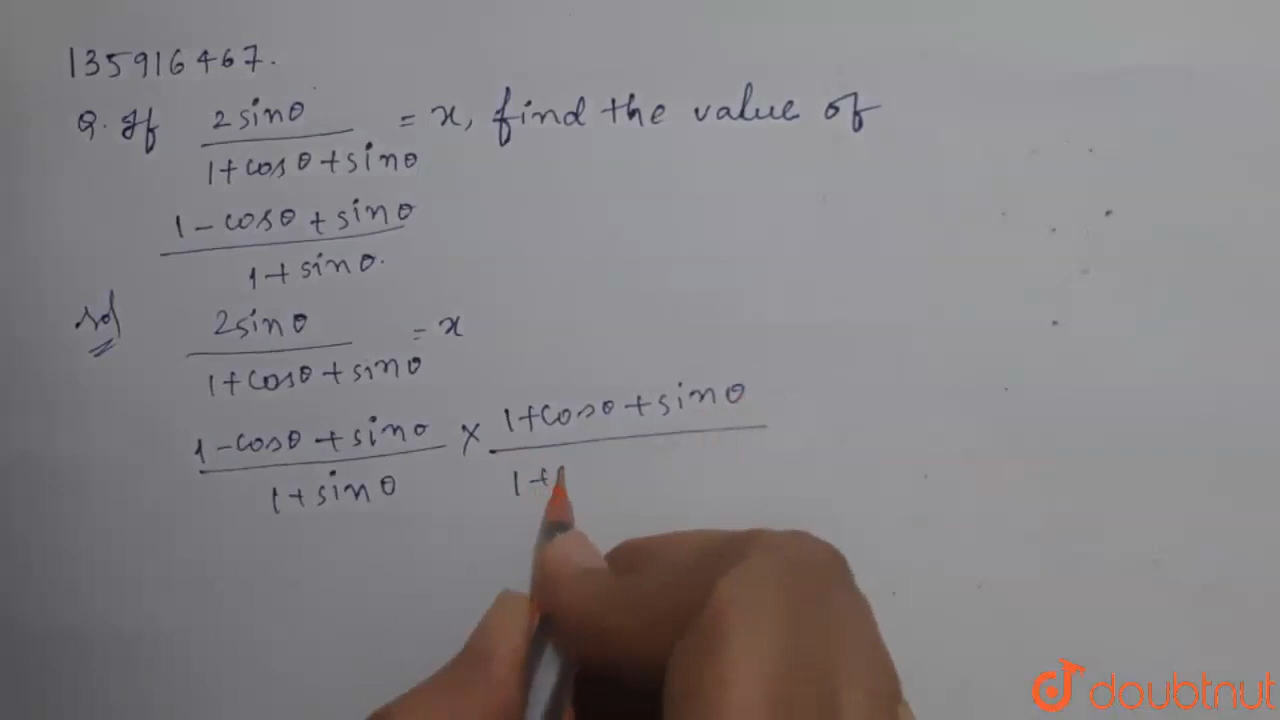 135916467.
Q. If 2sinθ / 1+cosθ+sinθ = x, find the value of
1-cosθ+sinθ / 1+sinθ.
Sol 2sinθ / 1+cosθ+sinθ = x
1-cosθ+sinθ / 1+sinθ × 1+cosθ+sinθ / 1+
doubtnut